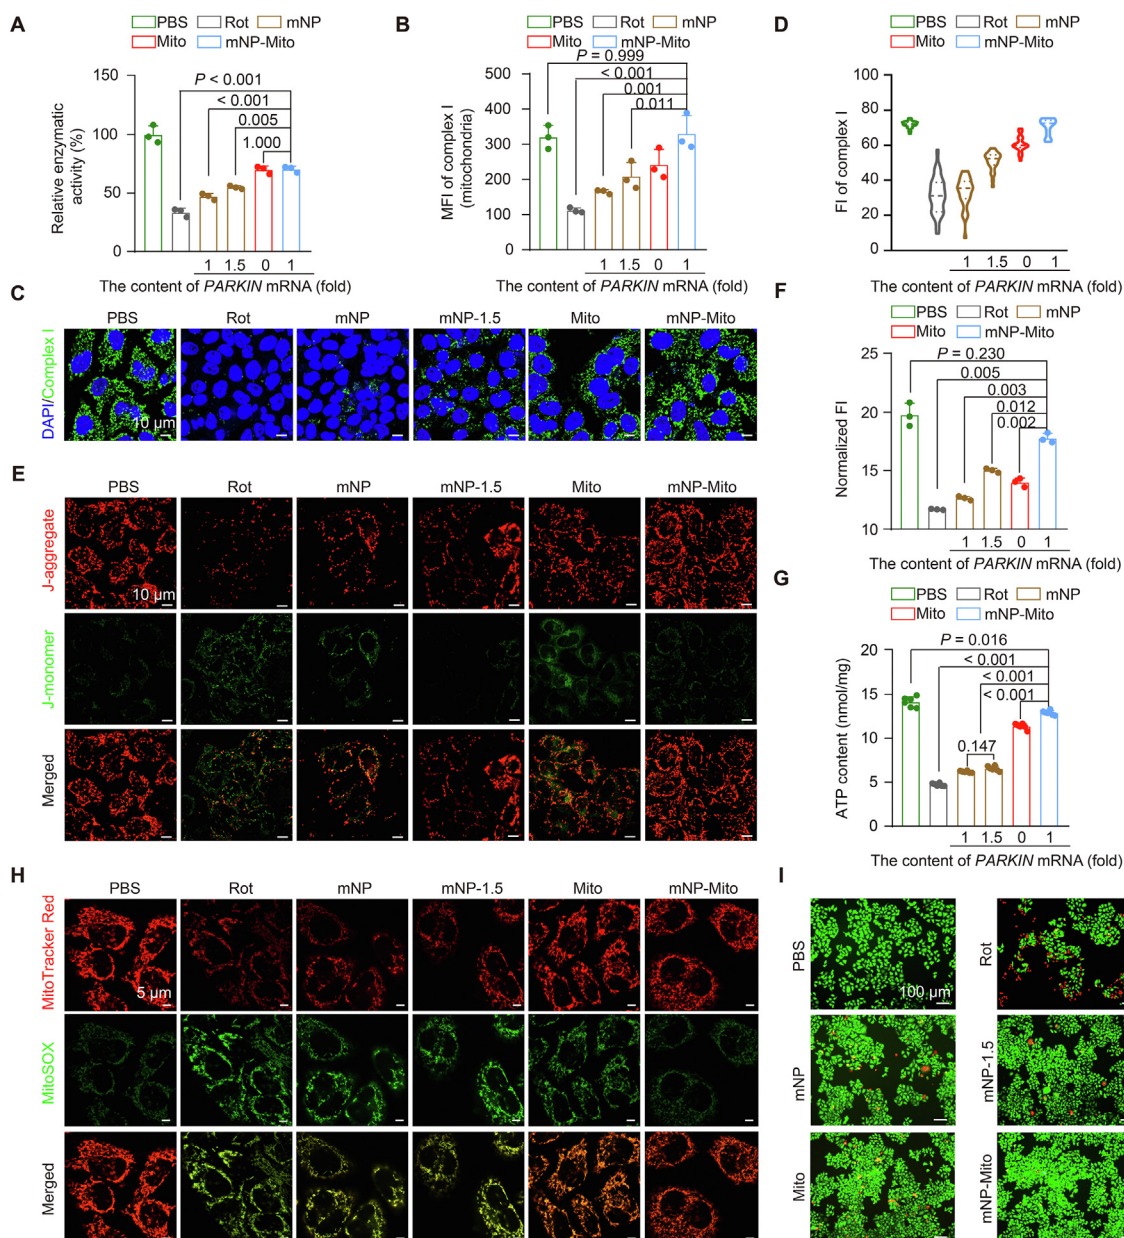 A
PBS Rot mNP
Mito mNP-Mito
Relative enzymatic
activity (%)
150
100
50
0
P < 0.001
< 0.001
0.005
1.000
1 1.5 0 1
The content of PARKIN mRNA (fold)
B
PBS Rot mNP
Mito mNP-Mito
MFI of complex I
(mitochondria)
500
400
300
200
100
0
P = 0.999
< 0.001
0.001
0.011
1 1.5 0 1
The content of PARKIN mRNA (fold)
D
PBS Rot mNP
Mito mNP-Mito
FI of complex I
100
80
60
40
20
0
1 1.5 0 1
The content of PARKIN mRNA (fold)
C
PBS Rot mNP mNP-1.5 Mito mNP-Mito
DAPI/Complex I
10 µm
E
PBS Rot mNP mNP-1.5 Mito mNP-Mito
J-aggregate
10 µm
J-monomer
Merged
F
PBS Rot mNP
Mito mNP-Mito
Normalized FI
25
20
15
10
P = 0.230
0.005
0.003
0.012
0.002
1 1.5 0 1
The content of PARKIN mRNA (fold)
G
PBS Rot mNP
Mito mNP-Mito
ATP content (nmol/mg)
20
15
10
5
0
P = 0.016
< 0.001
< 0.001
< 0.001
0.147
1 1.5 0 1
The content of PARKIN mRNA (fold)
H
PBS Rot mNP mNP-1.5 Mito mNP-Mito
MitoTracker Red
5 µm
MitoSOX
Merged
I
PBS
100 µm
Rot
mNP
mNP-1.5
Mito
mNP-Mito